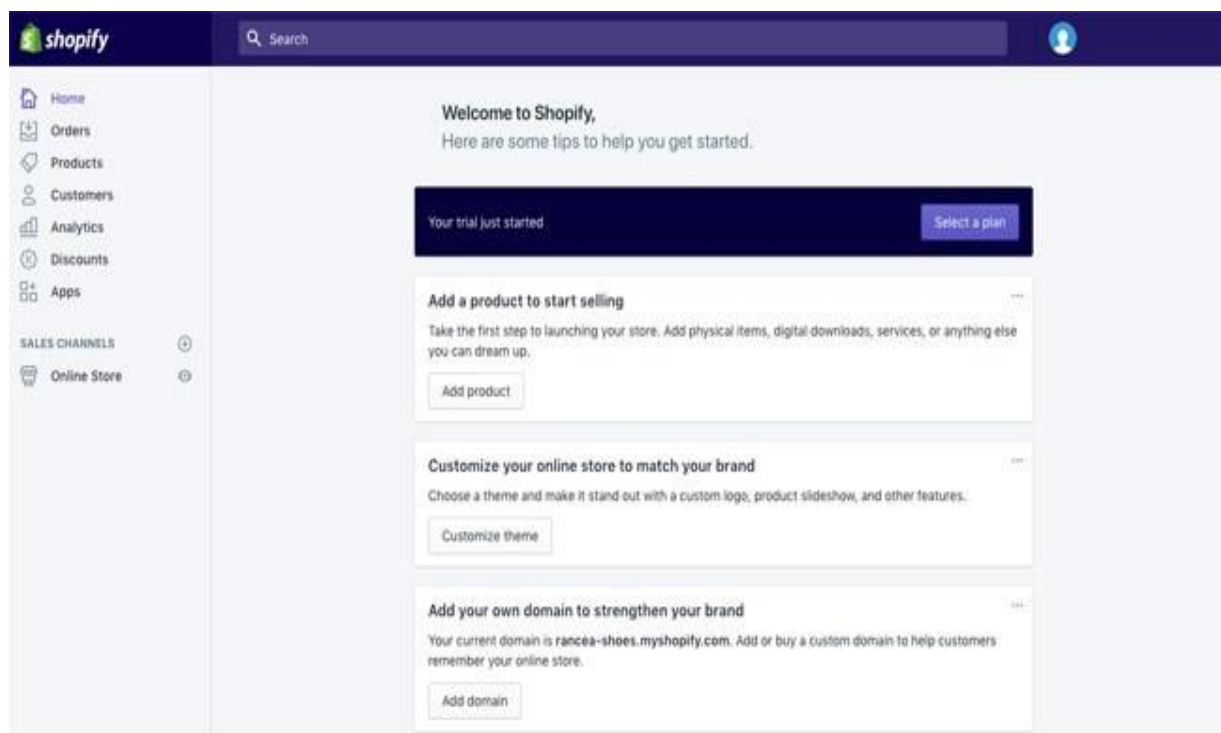 shopify
Search
Home
Orders
Products
Customers
Analytics
Discounts
Apps
SALES CHANNELS
Online Store
Welcome to Shopify,
Here are some tips to help you get started.
Your trial just started
Select a plan
Add a product to start selling
Take the first step to launching your store. Add physical items, digital downloads, services, or anything else
you can dream up.
Add product
Customize your online store to match your brand
Choose a theme and make it stand out with a custom logo, product slideshow, and other features.
Customize theme
Add your own domain to strengthen your brand
Your current domain is rancea-shoes.myshopify.com. Add or buy a custom domain to help customers
remember your online store.
Add domain